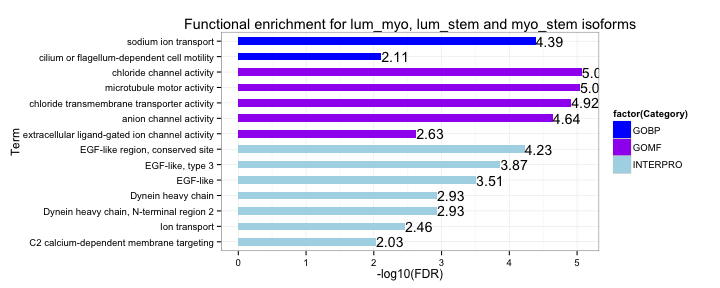 Functional enrichment for lum_myo, lum_stem and myo_stem isoforms
Term
sodium ion transport 4.39
cilium or flagellum-dependent cell motility 2.11
chloride channel activity 5.0
microtubule motor activity 5.0
chloride transmembrane transporter activity 4.92
anion channel activity 4.64
extracellular ligand-gated ion channel activity 2.63
EGF-like region, conserved site 4.23
EGF-like, type 3 3.87
EGF-like 3.51
Dynein heavy chain 2.93
Dynein heavy chain, N-terminal region 2 2.93
Ion transport 2.46
C2 calcium-dependent membrane targeting 2.03
0 1 2 3 4 5
-log10(FDR)
factor(Category)
GOBP
GOMF
INTERPRO